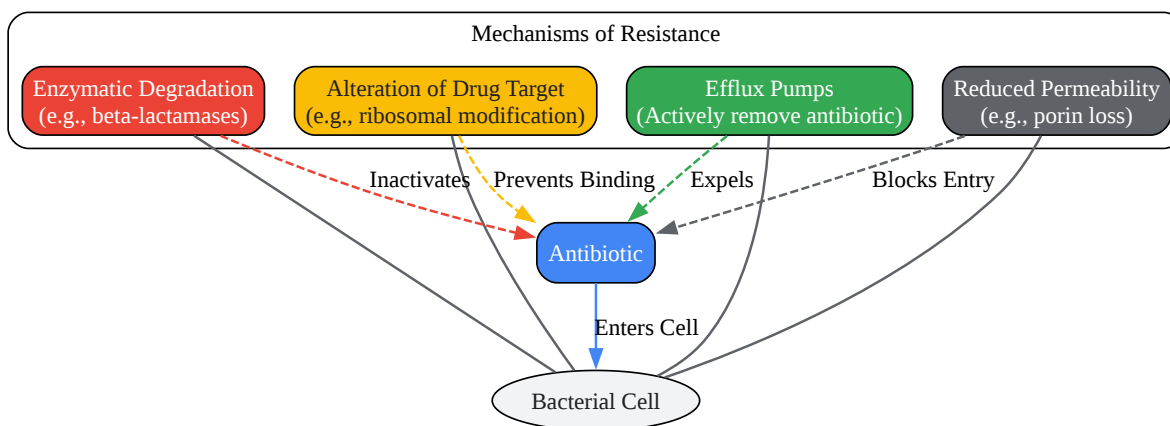 Mechanisms of Resistance
Enzymatic Degradation
(e.g., beta-lactamases)
Alteration of Drug Target
(e.g., ribosomal modification)
Efflux Pumps
(Actively remove antibiotic)
Reduced Permeability
(e.g., porin loss)
Inactivates
Prevents Binding
Expels
Blocks Entry
Antibiotic
Enters Cell
Bacterial Cell